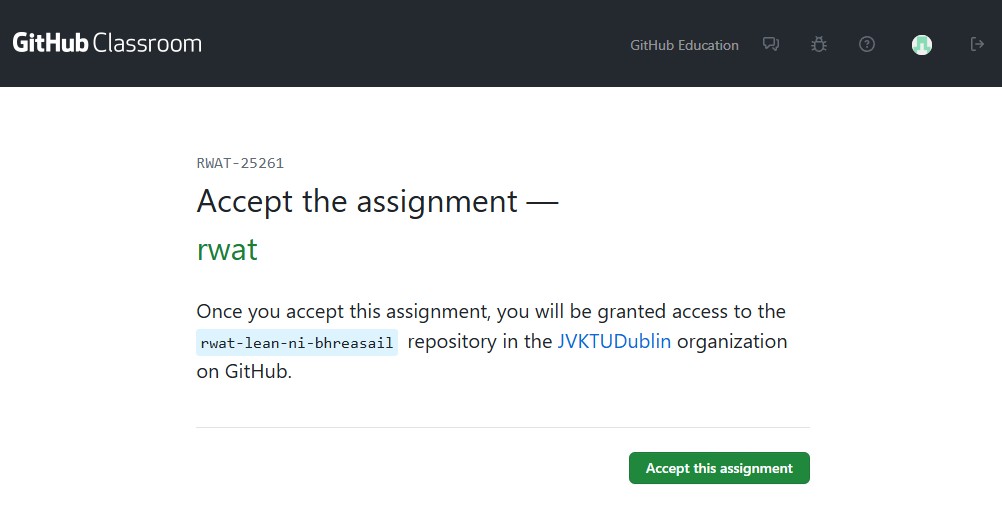 GitHub Classroom
GitHub Education
RWAT-25261
Accept the assignment —
rwat
Once you accept this assignment, you will be granted access to the
rwat-lean-ni-bhreasail repository in the JVKTUDublin organization
on GitHub.
Accept this assignment